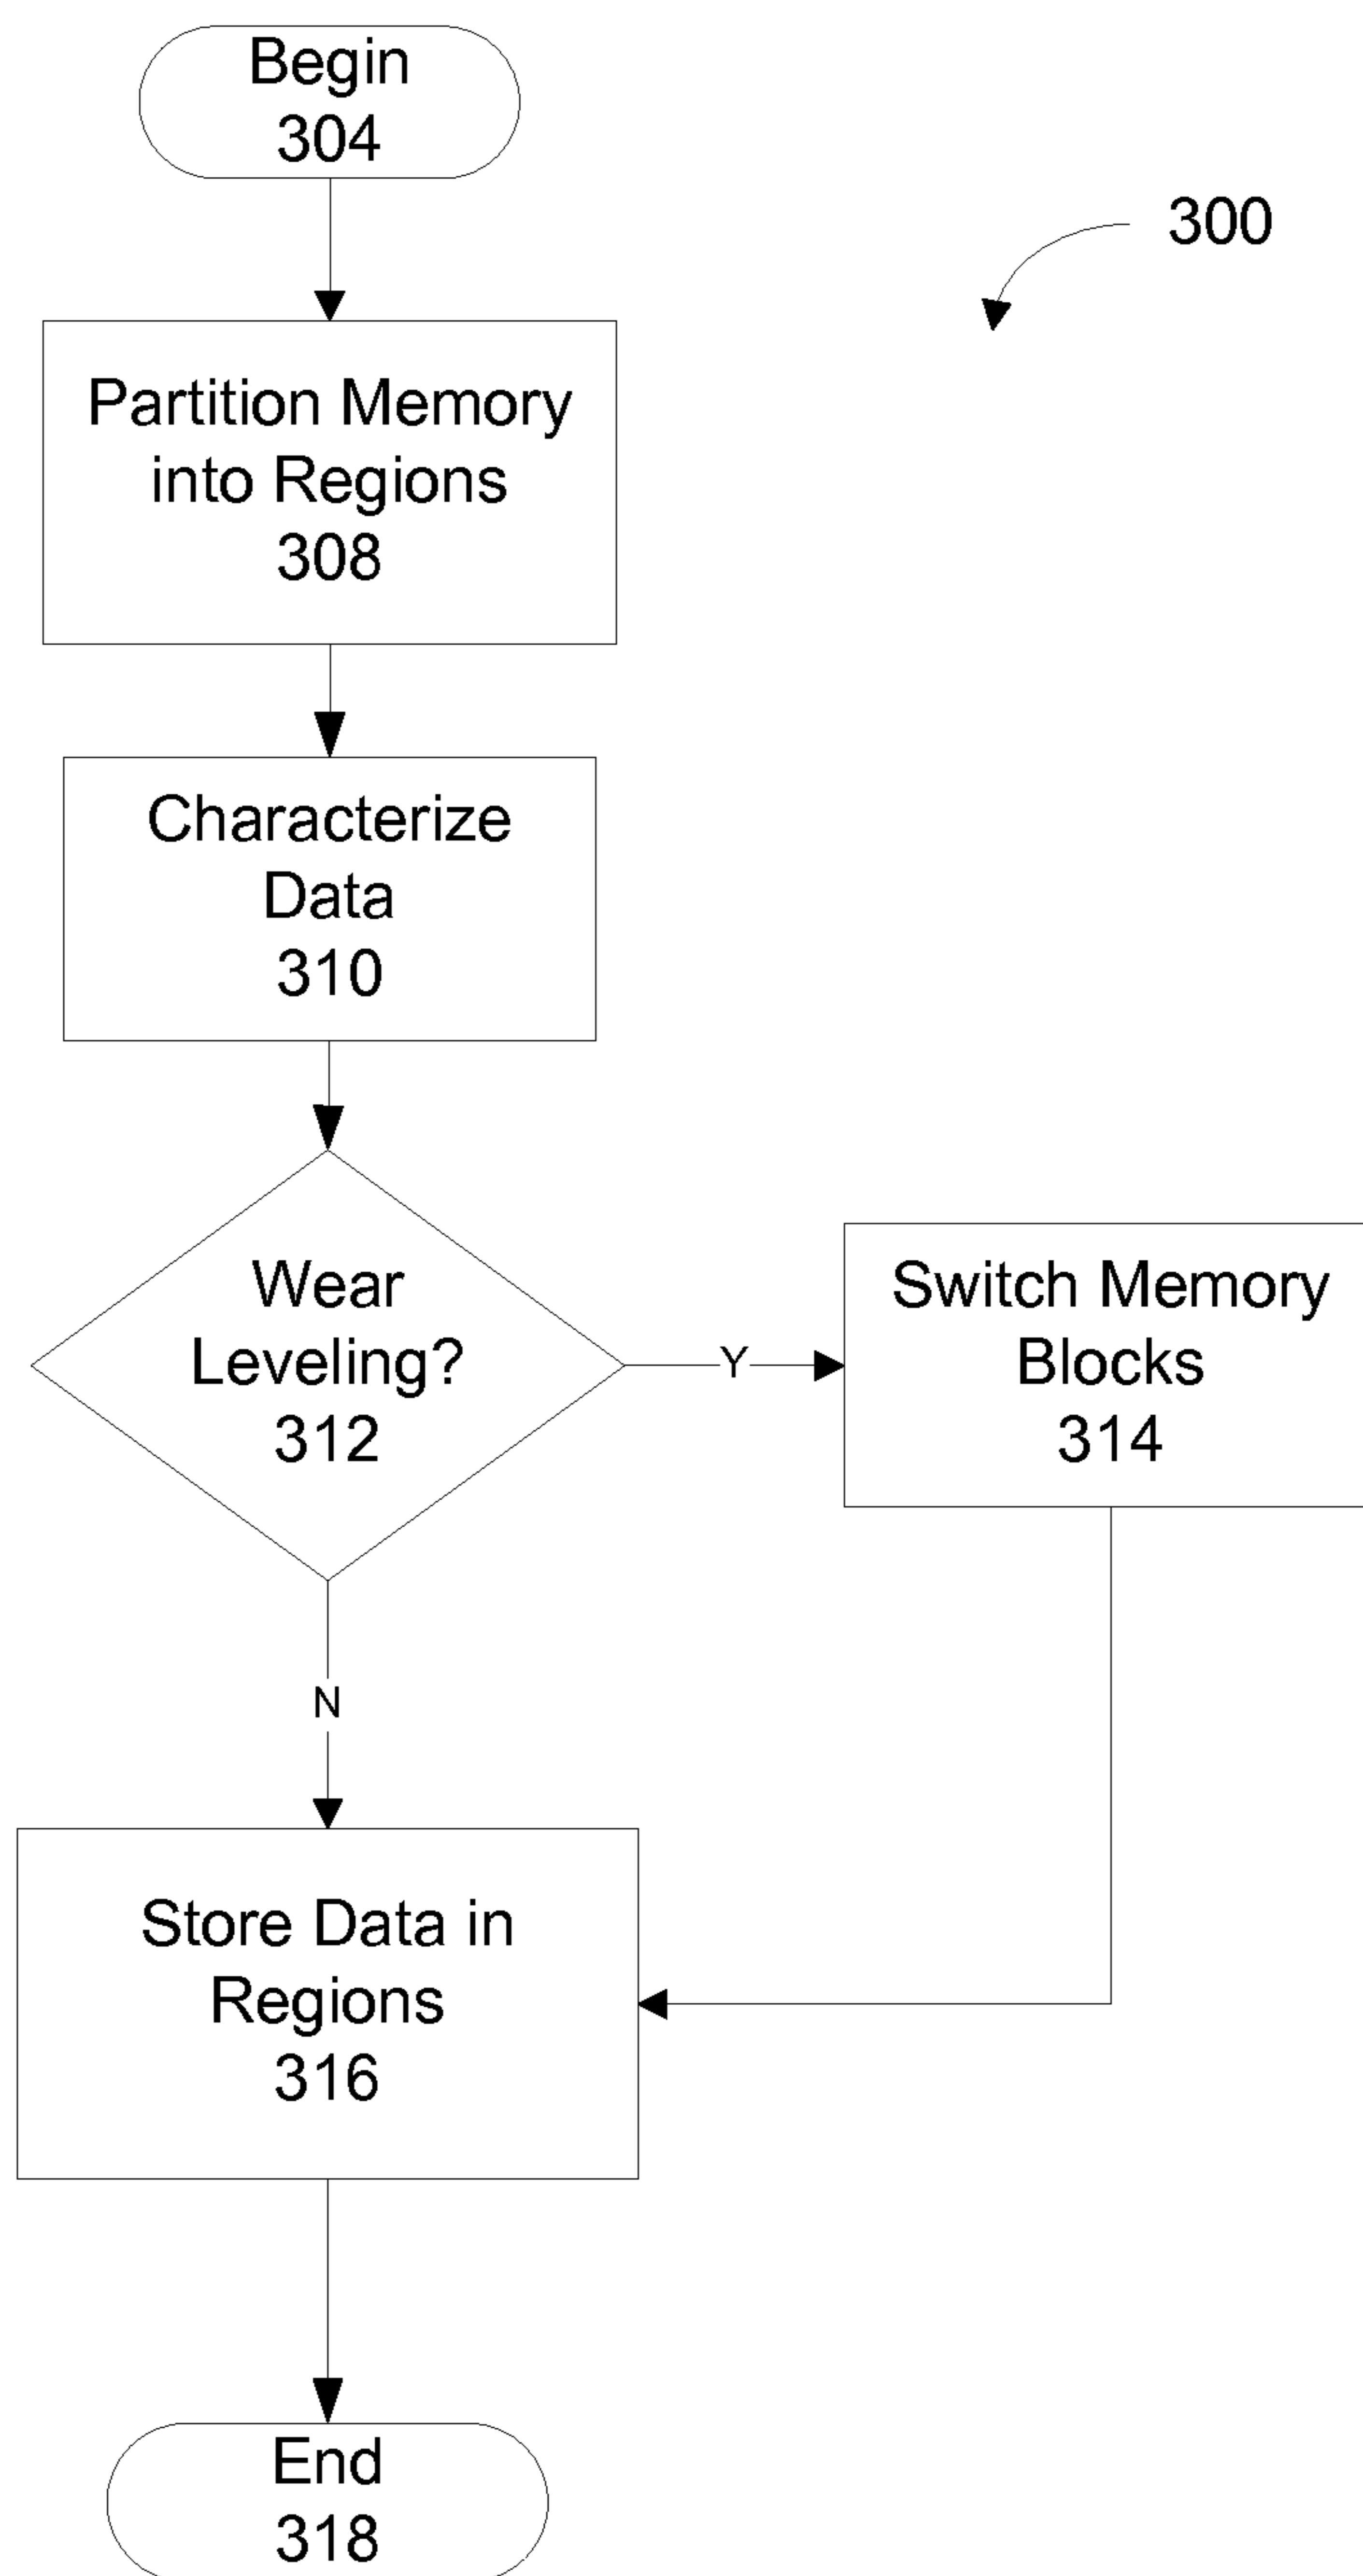 Begin
304
300
Partition Memory
into Regions
308
Characterize
Data
310
Wear
Leveling?
312
Y
Switch Memory
Blocks
314
N
Store Data in
Regions
316
End
318